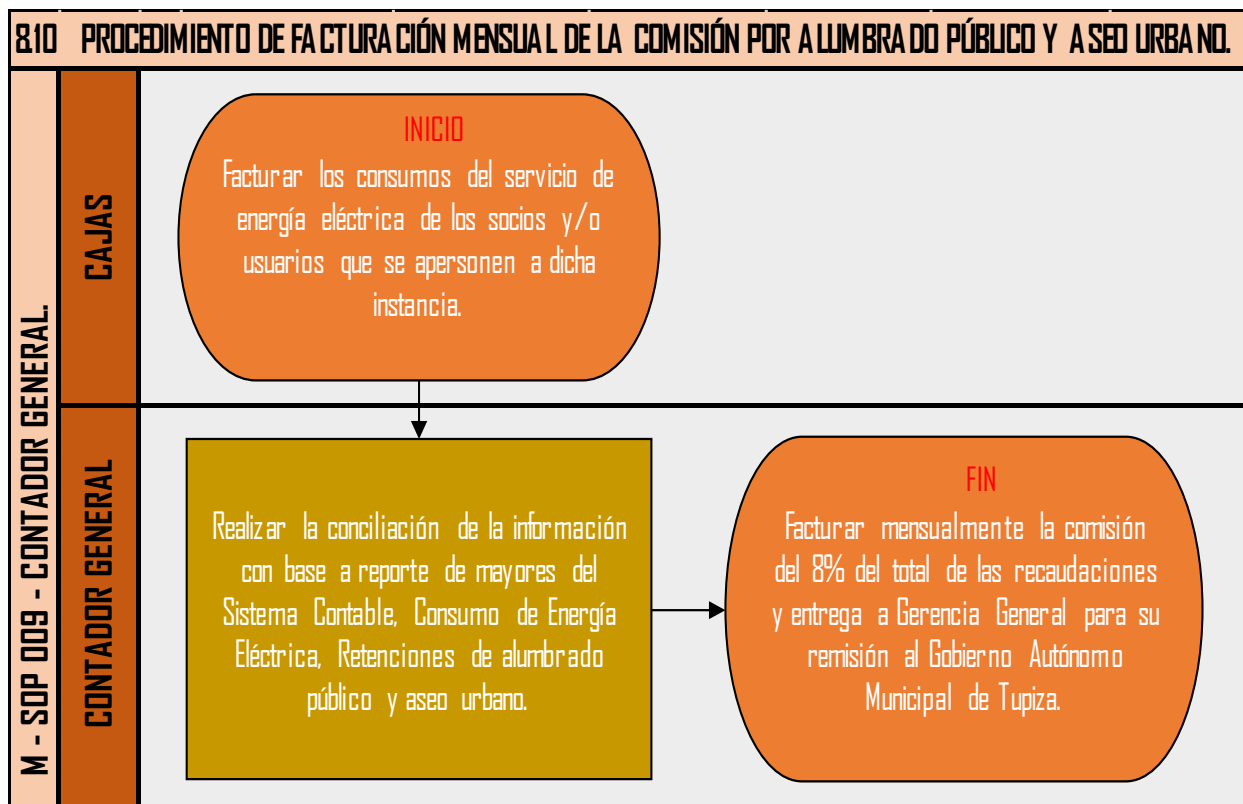 8.10 PROCEDIMIENTO DE FACTURACIÓN MENSUAL DE LA COMISIÓN POR ALUMBRADO PÚBLICO Y ASEO URBANO.
M - SOP 009 - CONTADOR GENERAL.
CAJAS
INICIO
Facturar los consumos del servicio de
energía eléctrica de los socios y/o
usuarios que se apersonen a dicha
instancia.
CONTADOR GENERAL
Realizar la conciliación de la información
con base a reporte de mayores del
Sistema Contable, Consumo de Energía
Eléctrica, Retenciones de alumbrado
público y aseo urbano.
FIN
Facturar mensualmente la comisión
del 8% del total de las recaudaciones
y entrega a Gerencia General para su
remisión al Gobierno Autónomo
Municipal de Tupiza.